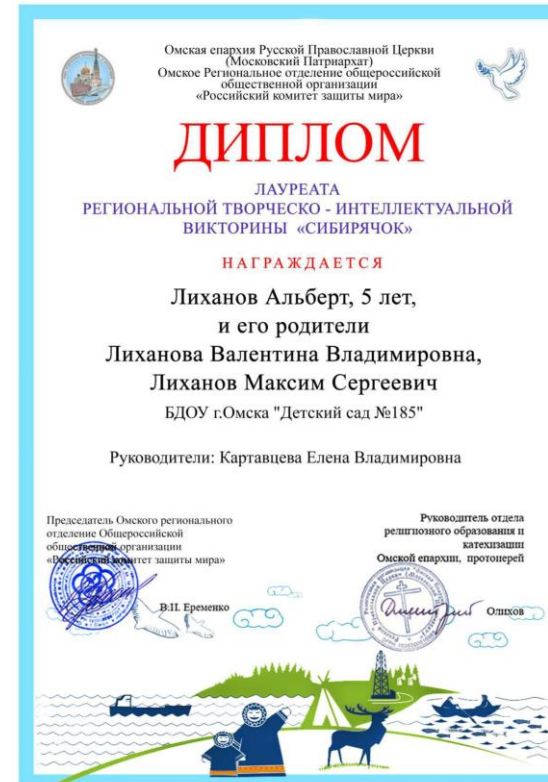 Омская епархия Русской Православной Церкви
(Московский Патриархат)
Омское Региональное отделение общероссийской
общественной организации
«Российский комитет защиты мира»
ДИПЛОМ
ЛАУРЕАТА
РЕГИОНАЛЬНОЙ ТВОРЧЕСКО - ИНТЕЛЛЕКТУАЛЬНОЙ
ВИКТОРИНЫ «СИБИРЯЧОК»
НАГРАЖДАЕТСЯ
Лиханов Альберт, 5 лет,
и его родители
Лиханова Валентина Владимировна,
Лиханов Максим Сергеевич
БДОУ г.Омска "Детский сад №185"
Руководители: Картавцева Елена Владимировна
Председатель Омского регионального
отделение Общероссийской
общественной организации
«Российский комитет защиты мира»
В.И. Еременко
Руководитель отдела
религиозного образования и
катехизации
Омской епархии, протоиерей
Олихов